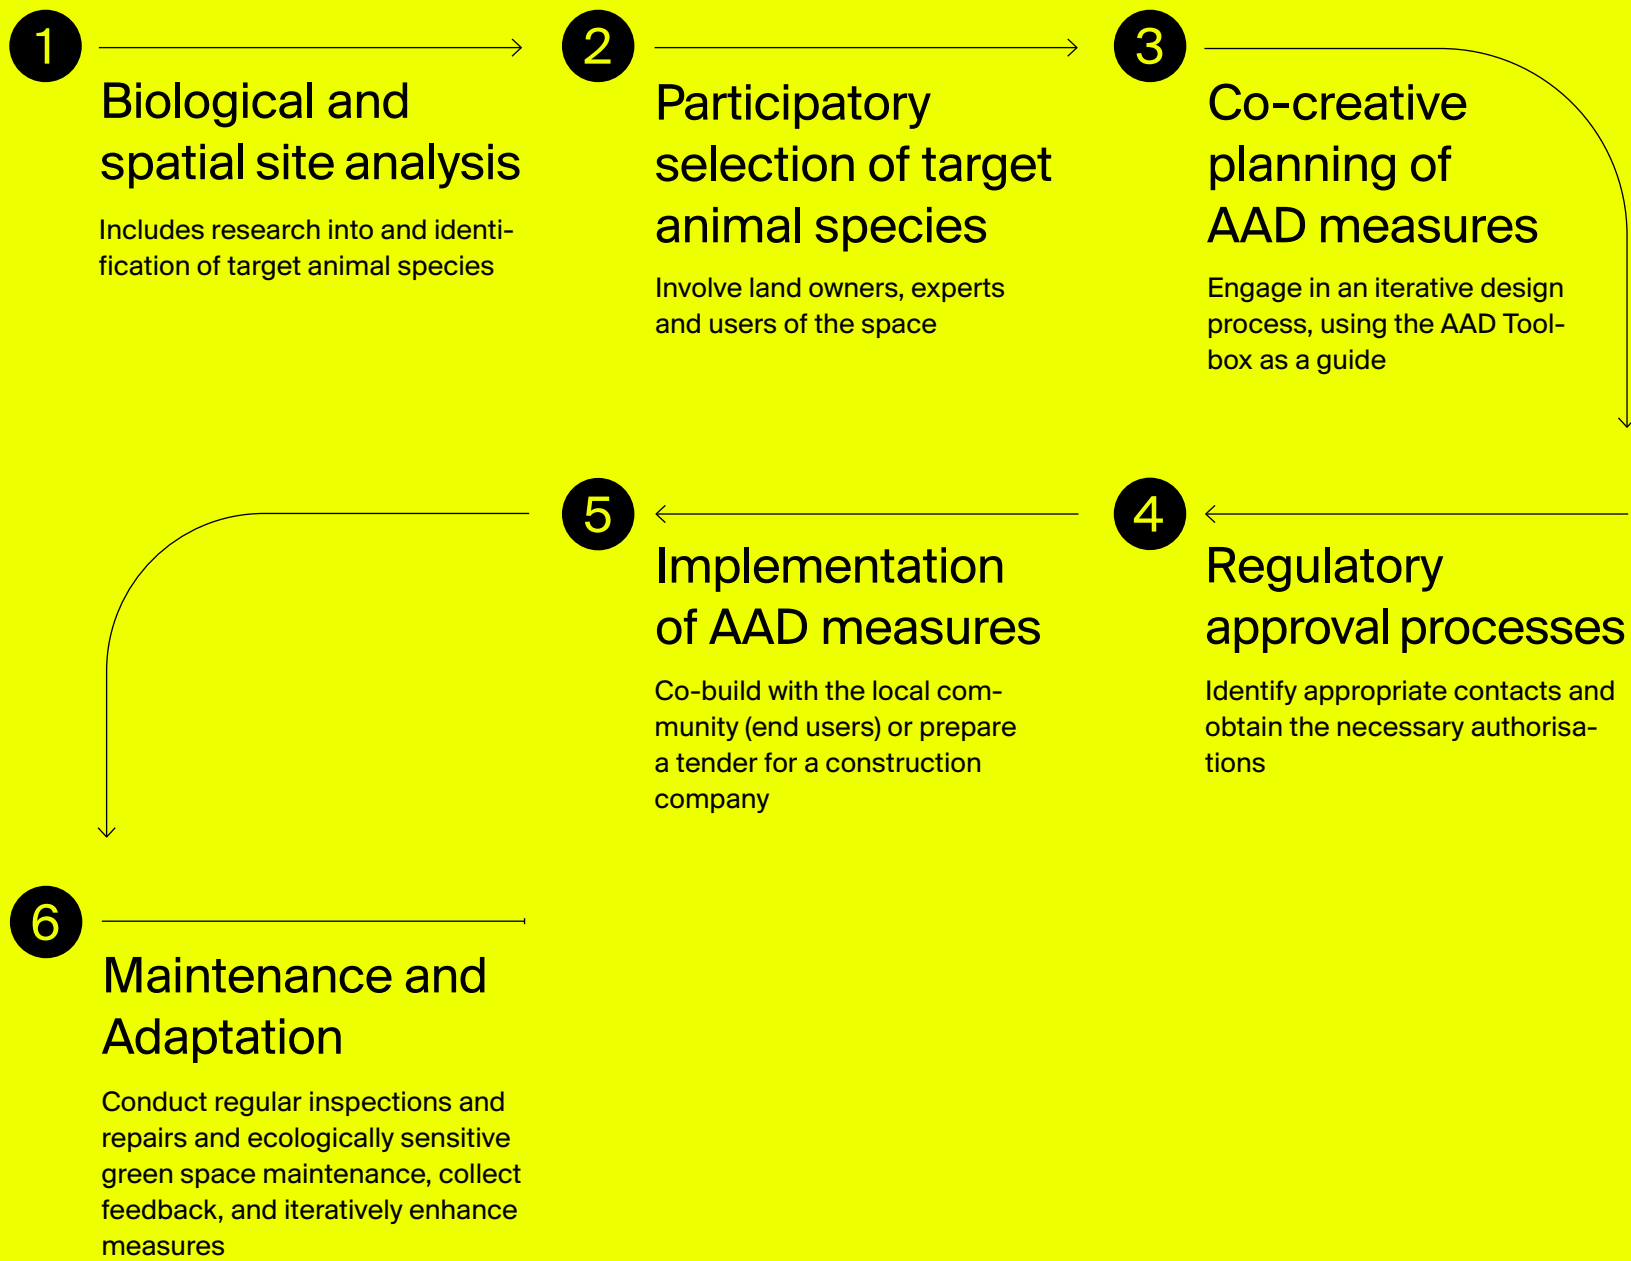 1
Biological and
spatial site analysis
Includes research into and identi-
fication of target animal species
2
Participatory
selection of target
animal species
Involve land owners, experts
and users of the space
3
Co-creative
planning of
AAD measures
Engage in an iterative design
process, using the AAD Tool-
box as a guide
4
Regulatory
approval processes
Identify appropriate contacts and
obtain the necessary authorisa-
tions
5
Implementation
of AAD measures
Co-build with the local com-
munity (end users) or prepare
a tender for a construction
company
6
Maintenance and
Adaptation
Conduct regular inspections and
repairs and ecologically sensitive
green space maintenance, collect
feedback, and iteratively enhance
measures